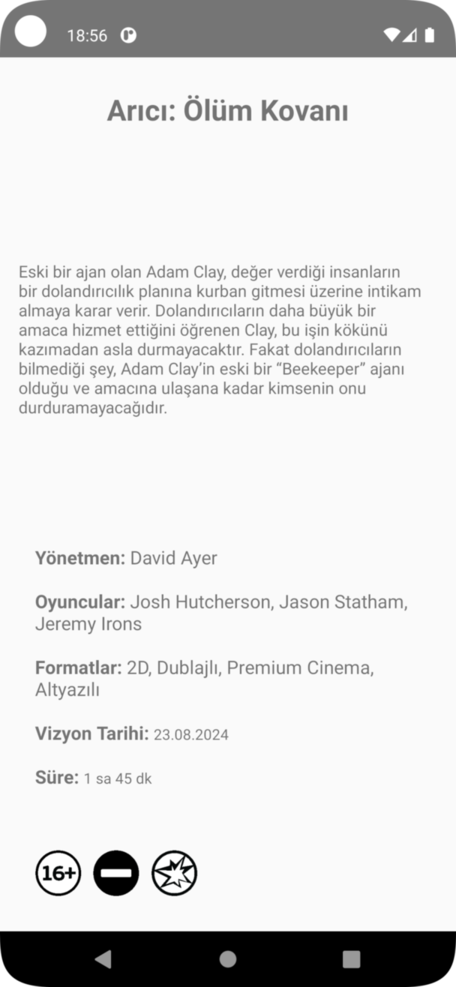 18:56
Arıcı: Ölüm Kovanı
Eski bir ajan olan Adam Clay, değer verdiği insanların
bir dolandırıcılık planına kurban gitmesi üzerine intikam
almaya karar verir. Dolandırıcıların daha büyük bir
amaca hizmet ettiğini öğrenen Clay, bu işin kökünü
kazımadan asla durmayacaktır. Fakat dolandırıcıların
bilmediği şey, Adam Clay’in eski bir “Beekeeper” ajanı
olduğu ve amacına ulaşana kadar kimsenin onu
durduramayacağıdır.
Yönetmen: David Ayer
Oyuncular: Josh Hutcherson, Jason Statham,
Jeremy Irons
Formatlar: 2D, Dublajlı, Premium Cinema,
Altyazılı
Vizyon Tarihi: 23.08.2024
Süre: 1 sa 45 dk
16+